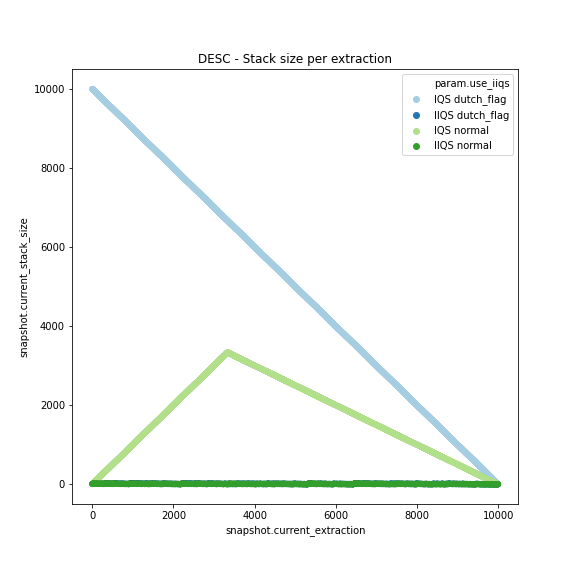 DESC - Stack size per extraction
param.use_iiqs
IQS dutch_flag
IIQS dutch_flag
IQS normal
IIQS normal
snapshot.current_stack_size
10000
8000
6000
4000
2000
0
0 2000 4000 6000 8000 10000
snapshot.current_extraction